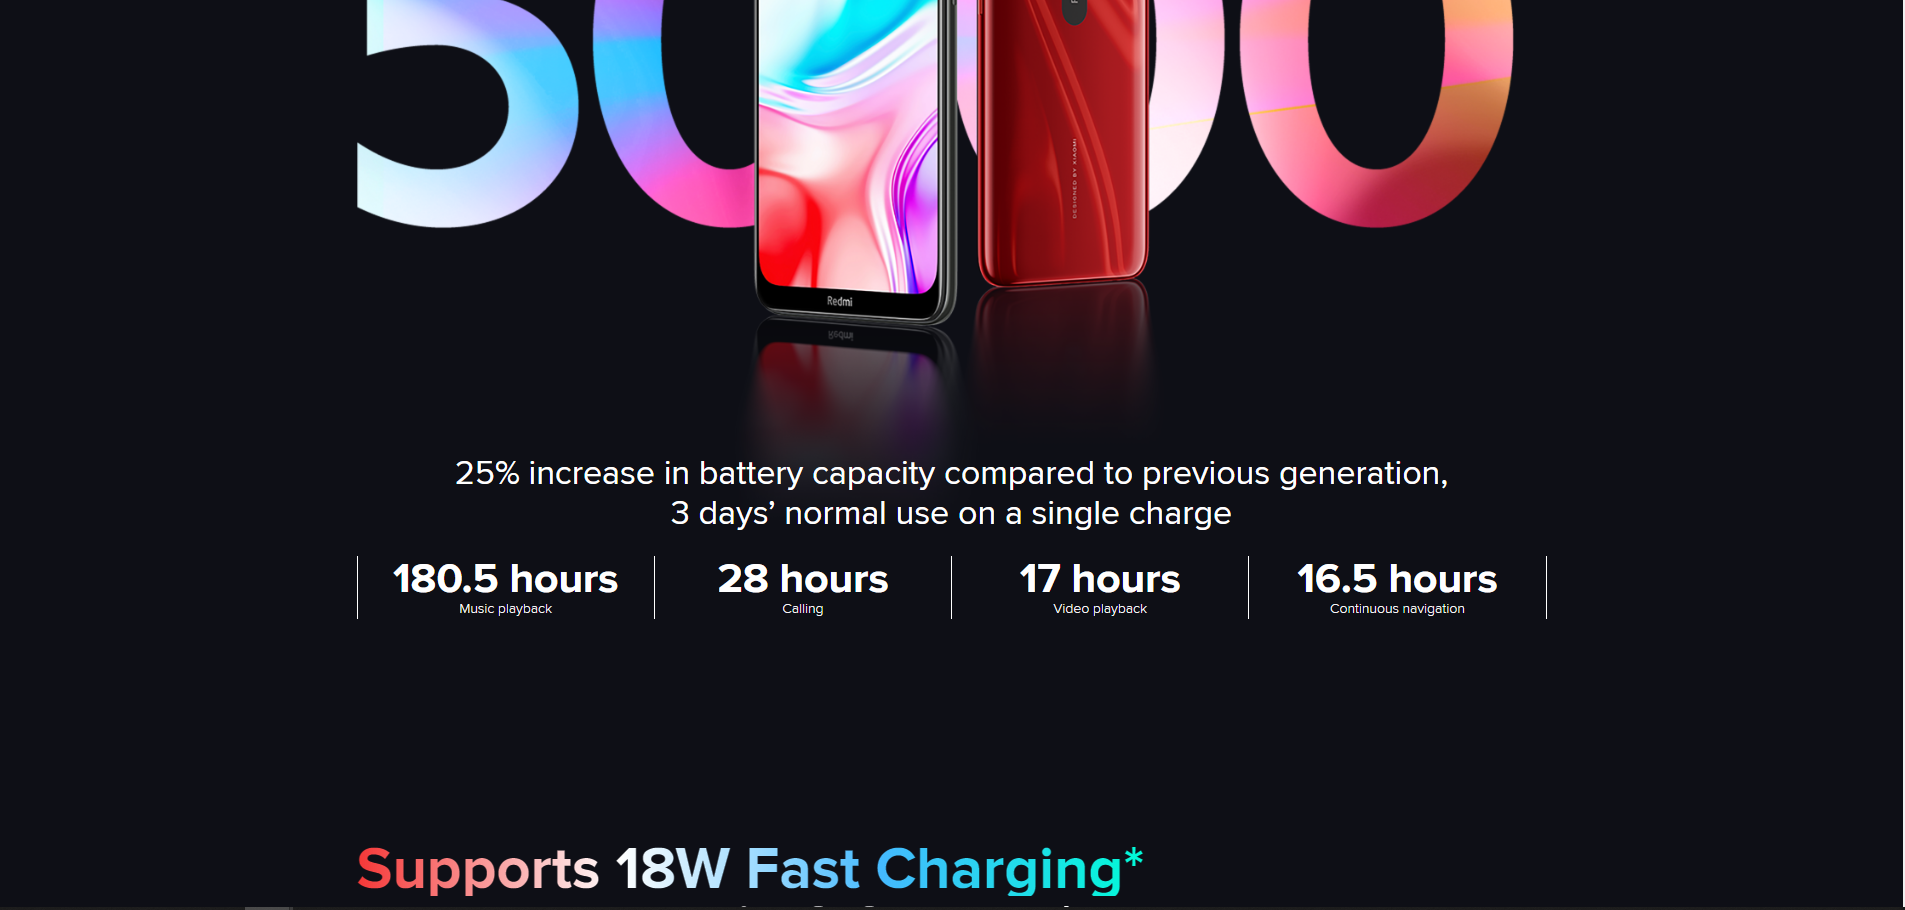 5000
Redmi
DESIGNED BY XIAOMI
25% increase in battery capacity compared to previous generation,
3 days’ normal use on a single charge
180.5 hours
Music playback
28 hours
Calling
17 hours
Video playback
16.5 hours
Continuous navigation
Supports 18W Fast Charging*